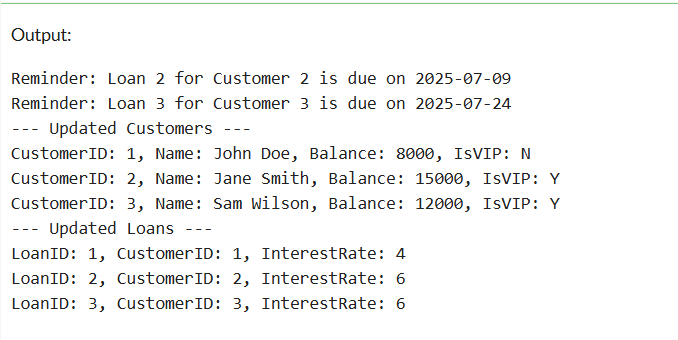 Output:
Reminder: Loan 2 for Customer 2 is due on 2025-07-09
Reminder: Loan 3 for Customer 3 is due on 2025-07-24
--- Updated Customers ---
CustomerID: 1, Name: John Doe, Balance: 8000, IsVIP: N
CustomerID: 2, Name: Jane Smith, Balance: 15000, IsVIP: Y
CustomerID: 3, Name: Sam Wilson, Balance: 12000, IsVIP: Y
--- Updated Loans ---
LoanID: 1, CustomerID: 1, InterestRate: 4
LoanID: 2, CustomerID: 2, InterestRate: 6
LoanID: 3, CustomerID: 3, InterestRate: 6